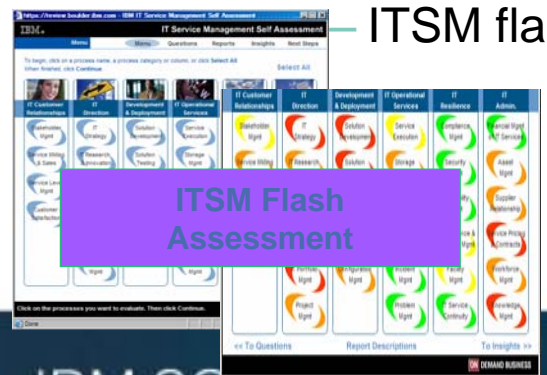 ITSM fla
https://review.boulder.ibm.com - IBM IT Service Management Self Assessment
IBM.
IT Service Management Self Assessment
Menu
Menu Questions Reports Insights Next Steps
To begin, click on a process name, a process category or column, or click Select All.
When finished, click Continue.
Select All
IT Customer Relationships
IT Direction
Development & Deployment
IT Operational Services
Stakeholder Mgmt
IT Strategy
Solution Development
Service Execution
Service Mktng & Sales
IT Research & Innovation
Solution Testing
Storage Mgmt
Service Level Mgmt
Customer Satisfaction
Mgmt
Click on the processes you want to evaluate. Then click Continue.
Done
IT Customer Relationships
IT Direction
Development & Deployment
IT Operational Services
IT Resilience
IT Admin.
Stakeholder Mgmt
IT Strategy
Solution Development
Service Execution
Compliance Mgmt
Financial Mgmt
Service Mktng
IT Research
Solution
Storage
Security
Asset Mgmt
Supplier Relationship
Service Pricing & Contracts
ITSM Flash
Assessment
Portfolio Mgmt
Configuration Mgmt
Incident Mgmt
Facility Mgmt
Workforce Mgmt
Project Mgmt
Problem Mgmt
IT Service Continuity
Knowledge Mgmt
<< To Questions Report Descriptions To Insights >>
ON DEMAND BUSINESS